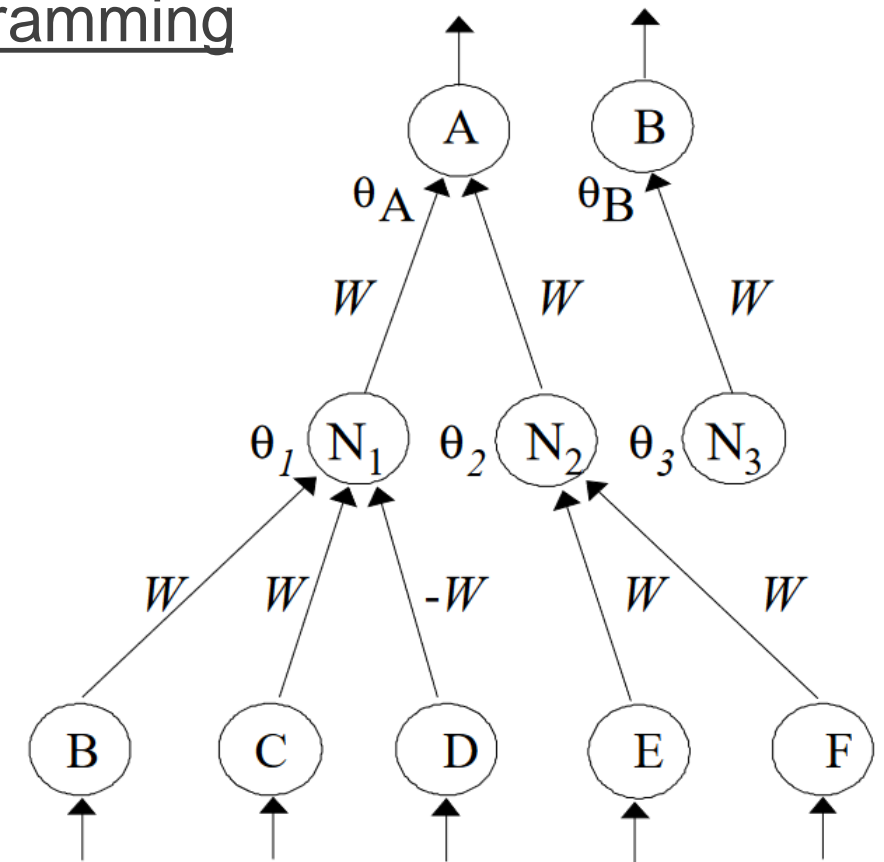 ramming
A B
θA θB
W W W
θ1 N1 θ2 N2 θ3 N3
W W -W W W
B C D E F